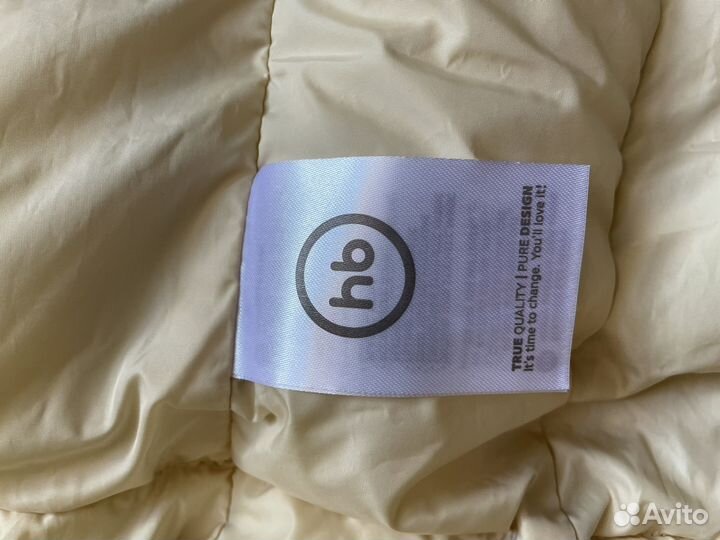 hb
TRUE QUALITY | PURE DESIGN
It's time to change. You'll love it!
Avito